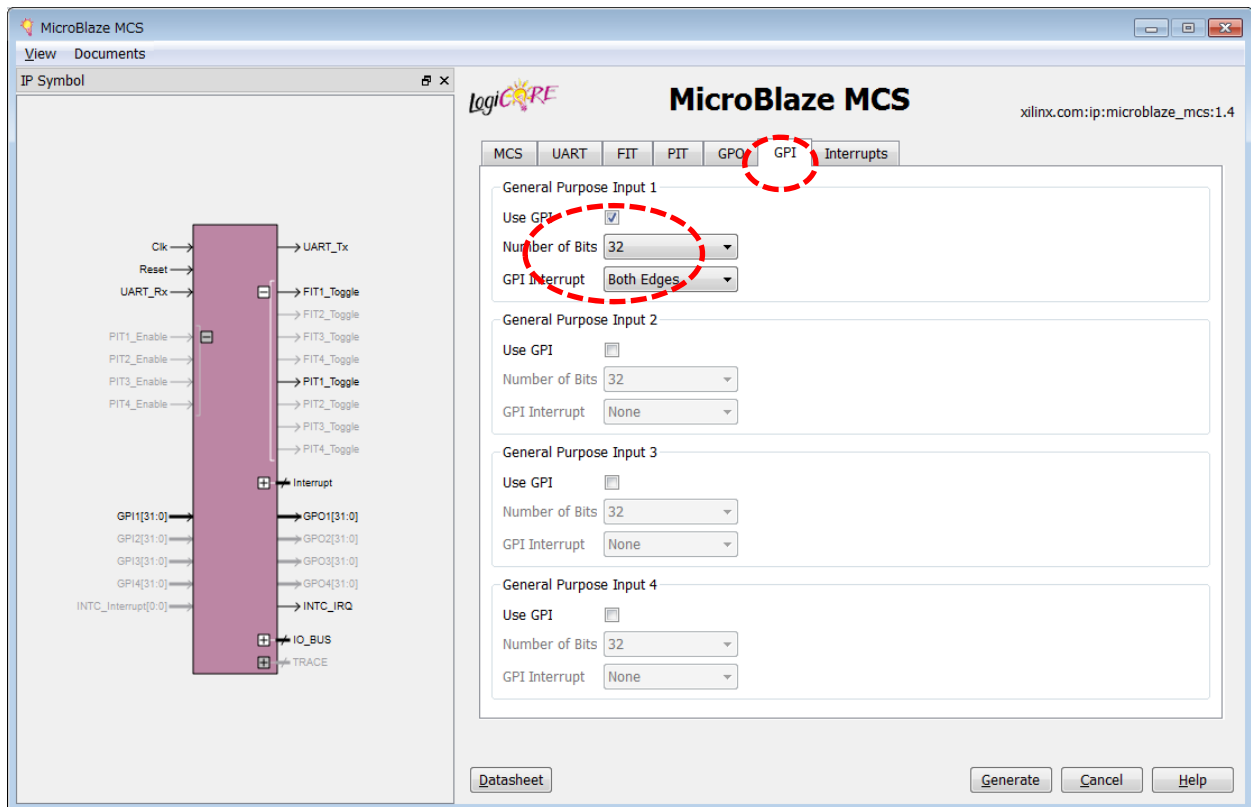 MicroBlaze MCS
View Documents
IP Symbol
LogiCORE
MicroBlaze MCS
xilinx.com:ip:microblaze_mcs:1.4
MCS UART FIT PIT GPO GPI Interrupts
General Purpose Input 1
Use GPI
Number of Bits 32
GPI Interrupt Both Edges
General Purpose Input 2
Use GPI
Number of Bits 32
GPI Interrupt None
General Purpose Input 3
Use GPI
Number of Bits 32
GPI Interrupt None
General Purpose Input 4
Use GPI
Number of Bits 32
GPI Interrupt None
Clk UART_Tx
Reset
UART_Rx FIT1_Toggle
FIT2_Toggle
PIT1_Enable FIT3_Toggle
PIT2_Enable FIT4_Toggle
PIT3_Enable PIT1_Toggle
PIT4_Enable PIT2_Toggle
PIT3_Toggle
PIT4_Toggle
Interrupt
GPI1[31:0] GPO1[31:0]
GPI2[31:0] GPO2[31:0]
GPI3[31:0] GPO3[31:0]
GPI4[31:0] GPO4[31:0]
INTC_Interrupt[0:0] INTC_IRQ
IO_BUS
TRACE
Datasheet Generate Cancel Help